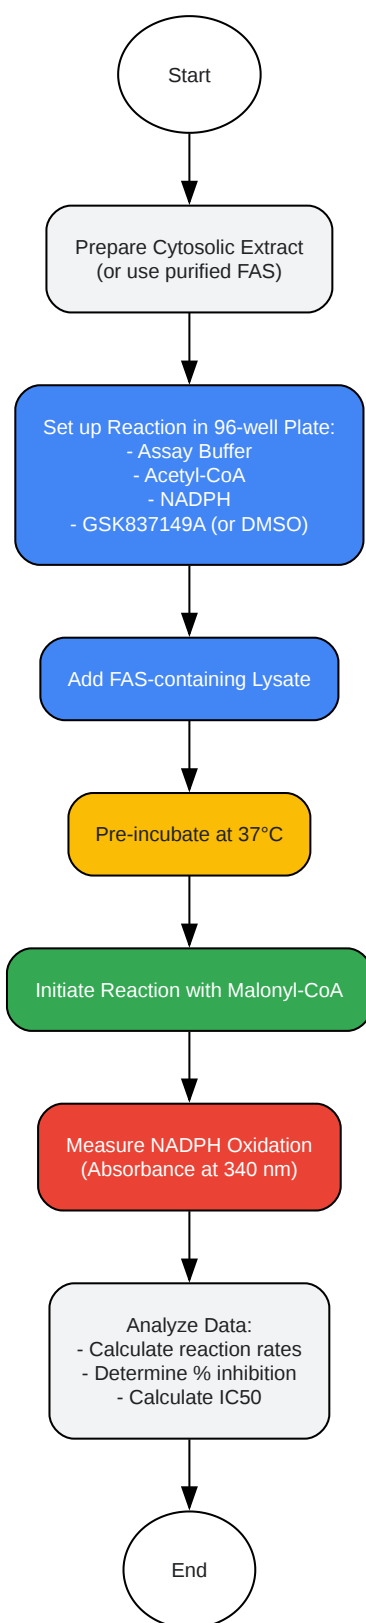 Start
Prepare Cytosolic Extract
(or use purified FAS)
Set up Reaction in 96-well Plate:
- Assay Buffer
- Acetyl-CoA
- NADPH
- GSK837149A (or DMSO)
Add FAS-containing Lysate
Pre-incubate at 37°C
Initiate Reaction with Malonyl-CoA
Measure NADPH Oxidation
(Absorbance at 340 nm)
Analyze Data:
- Calculate reaction rates
- Determine % inhibition
- Calculate IC50
End